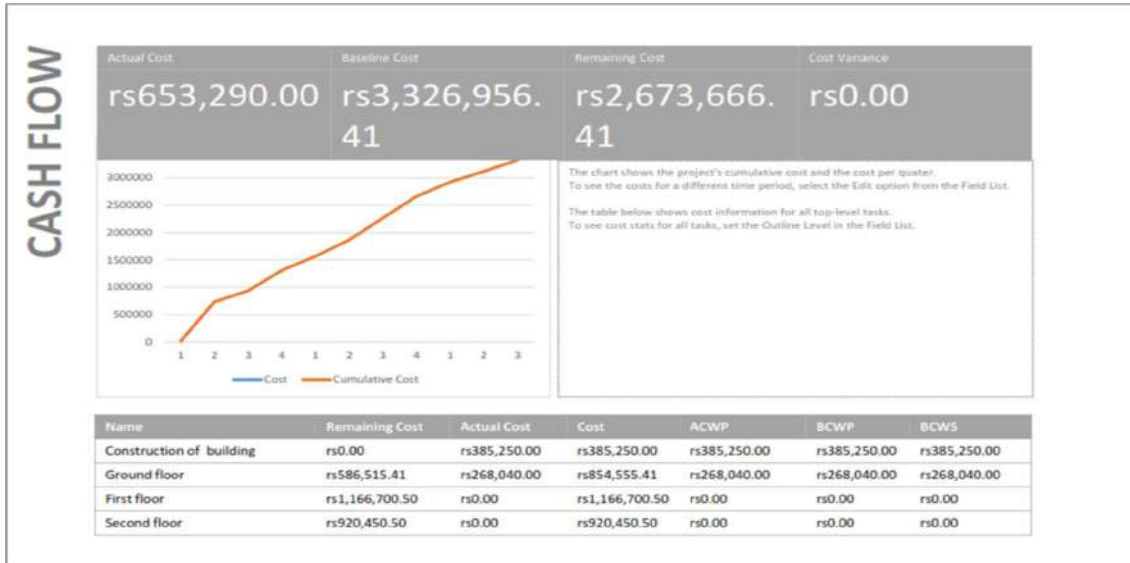 CASH FLOW
Actual Cost Baseline Cost Remaining Cost Cost Variance
rs653,290.00 rs3,326,956. rs2,673,666. rs0.00
41 41
The chart shows the project's cumulative cost and the cost per quater.
To see the costs for a different time period, select the Edit option from the Field List.
The table below shows cost information for all top-level tasks.
To see cost stats for all tasks, set the Outline Level in the Field List.
3000000
2500000
2000000
1500000
1000000
500000
0
1 2 3 4 1 2 3 4 1 2 3
Cost Cumulative Cost
Name Remaining Cost Actual Cost Cost ACWP BCWP BCWS
Construction of building rs0.00 rs385,250.00 rs385,250.00 rs385,250.00 rs385,250.00 rs385,250.00
Ground floor rs586,515.41 rs268,040.00 rs854,555.41 rs268,040.00 rs268,040.00 rs268,040.00
First floor rs1,166,700.50 rs0.00 rs1,166,700.50 rs0.00 rs0.00 rs0.00
Second floor rs920,450.50 rs0.00 rs920,450.50 rs0.00 rs0.00 rs0.00